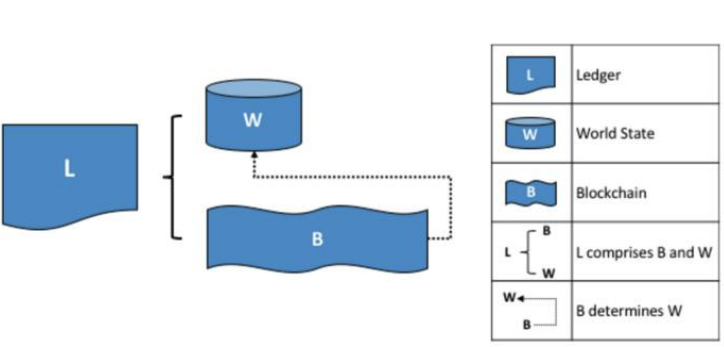 L
W
B
L Ledger
W World State
B Blockchain
L B W L comprises B and W
W B B determines W